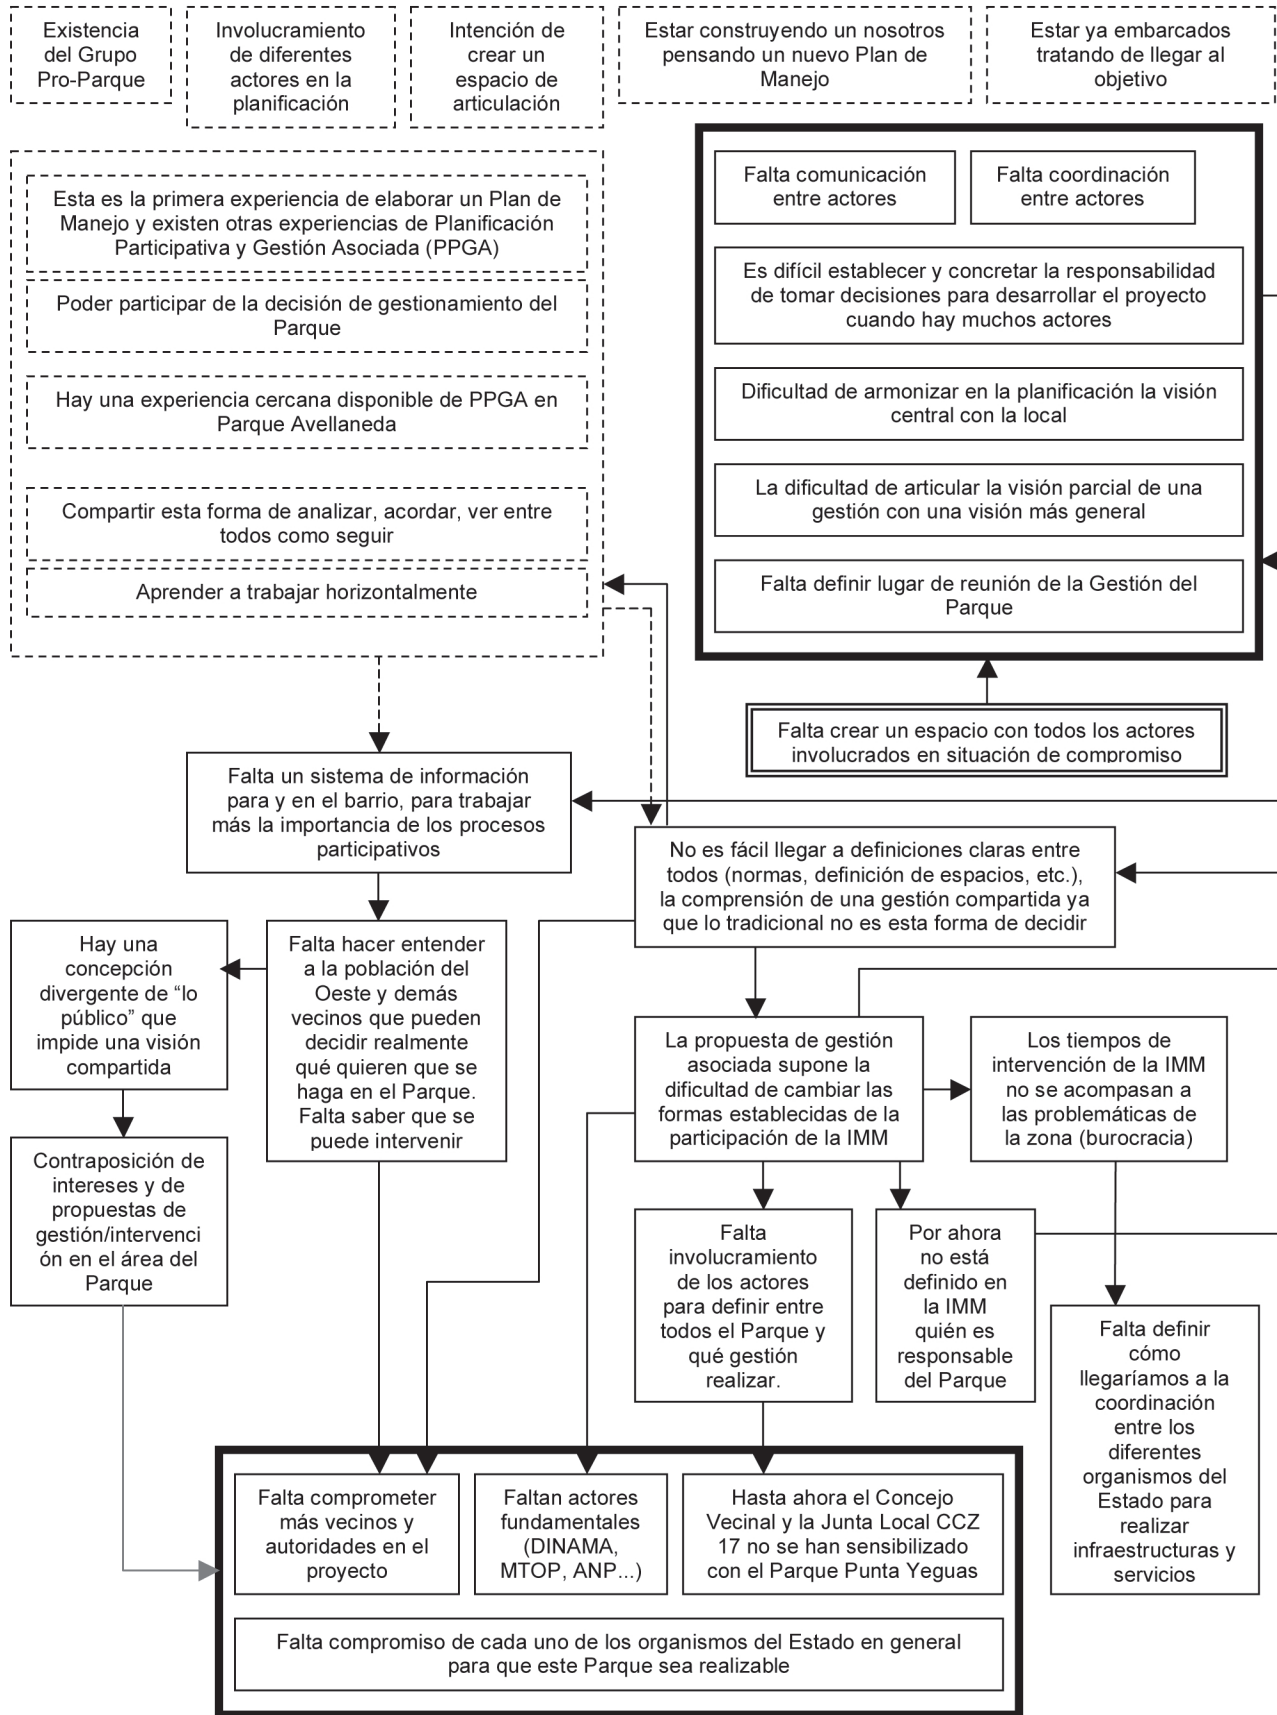 Existencia
del Grupo
Pro-Parque
Involucramiento
de diferentes
actores en la
planificación
Intención de
crear un
espacio de
articulación
Estar construyendo un nosotros
pensando un nuevo Plan de
Manejo
Estar ya embarcados
tratando de llegar al
objetivo
Esta es la primera experiencia de elaborar un Plan de
Manejo y existen otras experiencias de Planificación
Participativa y Gestión Asociada (PPGA)
Poder participar de la decisión de gestionamiento del
Parque
Hay una experiencia cercana disponible de PPGA en
Parque Avellaneda
Compartir esta forma de analizar, acordar, ver entre
todos como seguir
Aprender a trabajar horizontalmente
Falta comunicación
entre actores
Falta coordinación
entre actores
Es difícil establecer y concretar la responsabilidad
de tomar decisiones para desarrollar el proyecto
cuando hay muchos actores
Dificultad de armonizar en la planificación la visión
central con la local
La dificultad de articular la visión parcial de una
gestión con una visión más general
Falta definir lugar de reunión de la Gestión del
Parque
Falta crear un espacio con todos los actores
involucrados en situación de compromiso
Falta un sistema de información
para y en el barrio, para trabajar
más la importancia de los procesos
participativos
No es fácil llegar a definiciones claras entre
todos (normas, definición de espacios, etc.),
la comprensión de una gestión compartida ya
que lo tradicional no es esta forma de decidir
Hay una
concepción
divergente de “lo
público” que
impide una visión
compartida
Falta hacer entender
a la población del
Oeste y demás
vecinos que pueden
decidir realmente
qué quieren que se
haga en el Parque.
Falta saber que se
puede intervenir
La propuesta de gestión
asociada supone la
dificultad de cambiar las
formas establecidas de la
participación de la IMM
Los tiempos de
intervención de la IMM
no se acompasan a
las problemáticas de
la zona (burocracia)
Contraposición de
intereses y de
propuestas de
gestión/intervenci
ón en el área del
Parque
Falta
involucramiento
de los actores
para definir entre
todos el Parque y
qué gestión
realizar.
Por ahora
no está
definido en
la IMM
quién es
responsable
del Parque
Falta definir
cómo
llegaríamos a la
coordinación
entre los
diferentes
organismos del
Estado para
realizar
infraestructuras y
servicios
Falta comprometer
más vecinos y
autoridades en el
proyecto
Faltan actores
fundamentales
(DINAMA,
MTOP, ANP...)
Hasta ahora el Concejo
Vecinal y la Junta Local CCZ
17 no se han sensibilizado
con el Parque Punta Yeguas
Falta compromiso de cada uno de los organismos del Estado en general
para que este Parque sea realizable